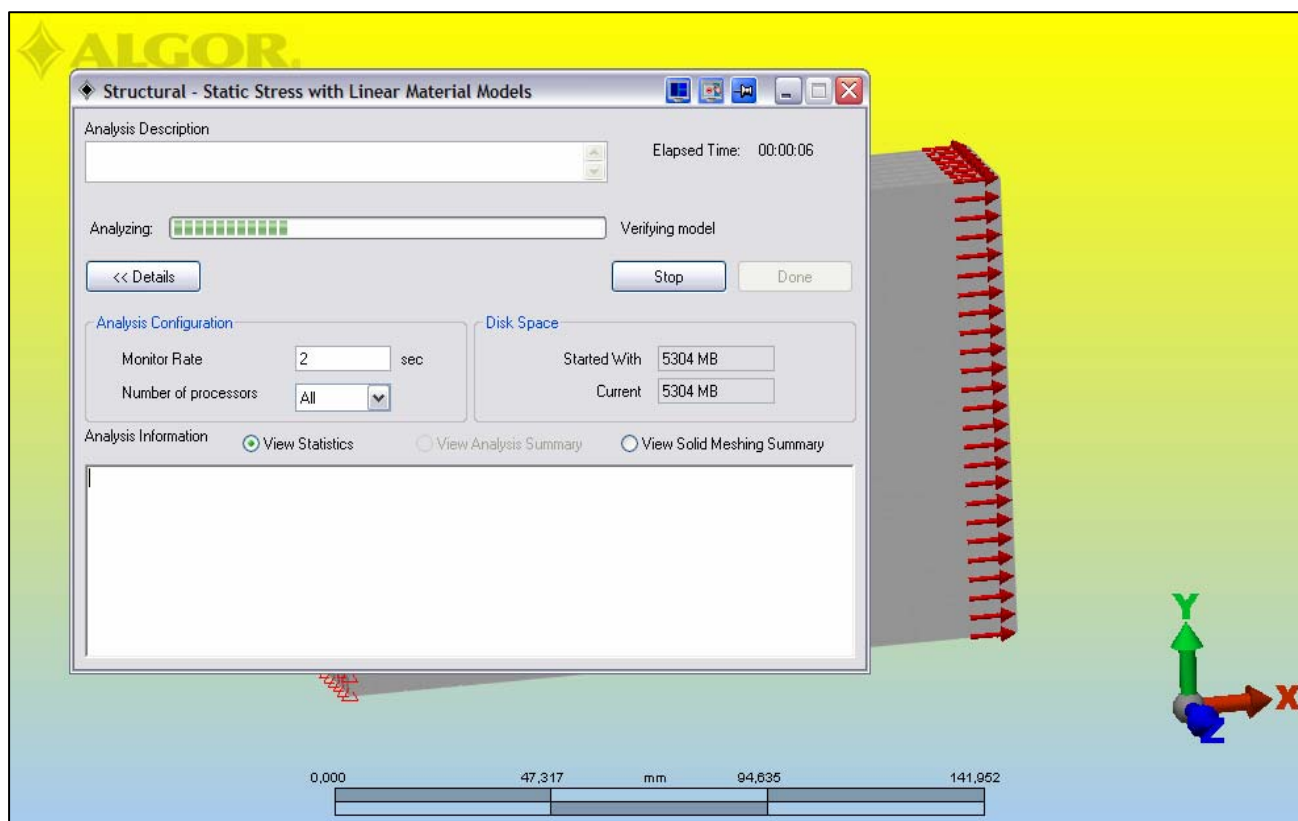 ALGOR.
Structural - Static Stress with Linear Material Models
Analysis Description
Elapsed Time: 00:00:06
Analyzing: Verifying model
<< Details Stop Done
Analysis Configuration Disk Space
Monitor Rate 2 sec Started With 5304 MB
Number of processors All Current 5304 MB
Analysis Information View Statistics View Analysis Summary View Solid Meshing Summary
Y
X
Z
0,000 47,317 mm 94,635 141,952